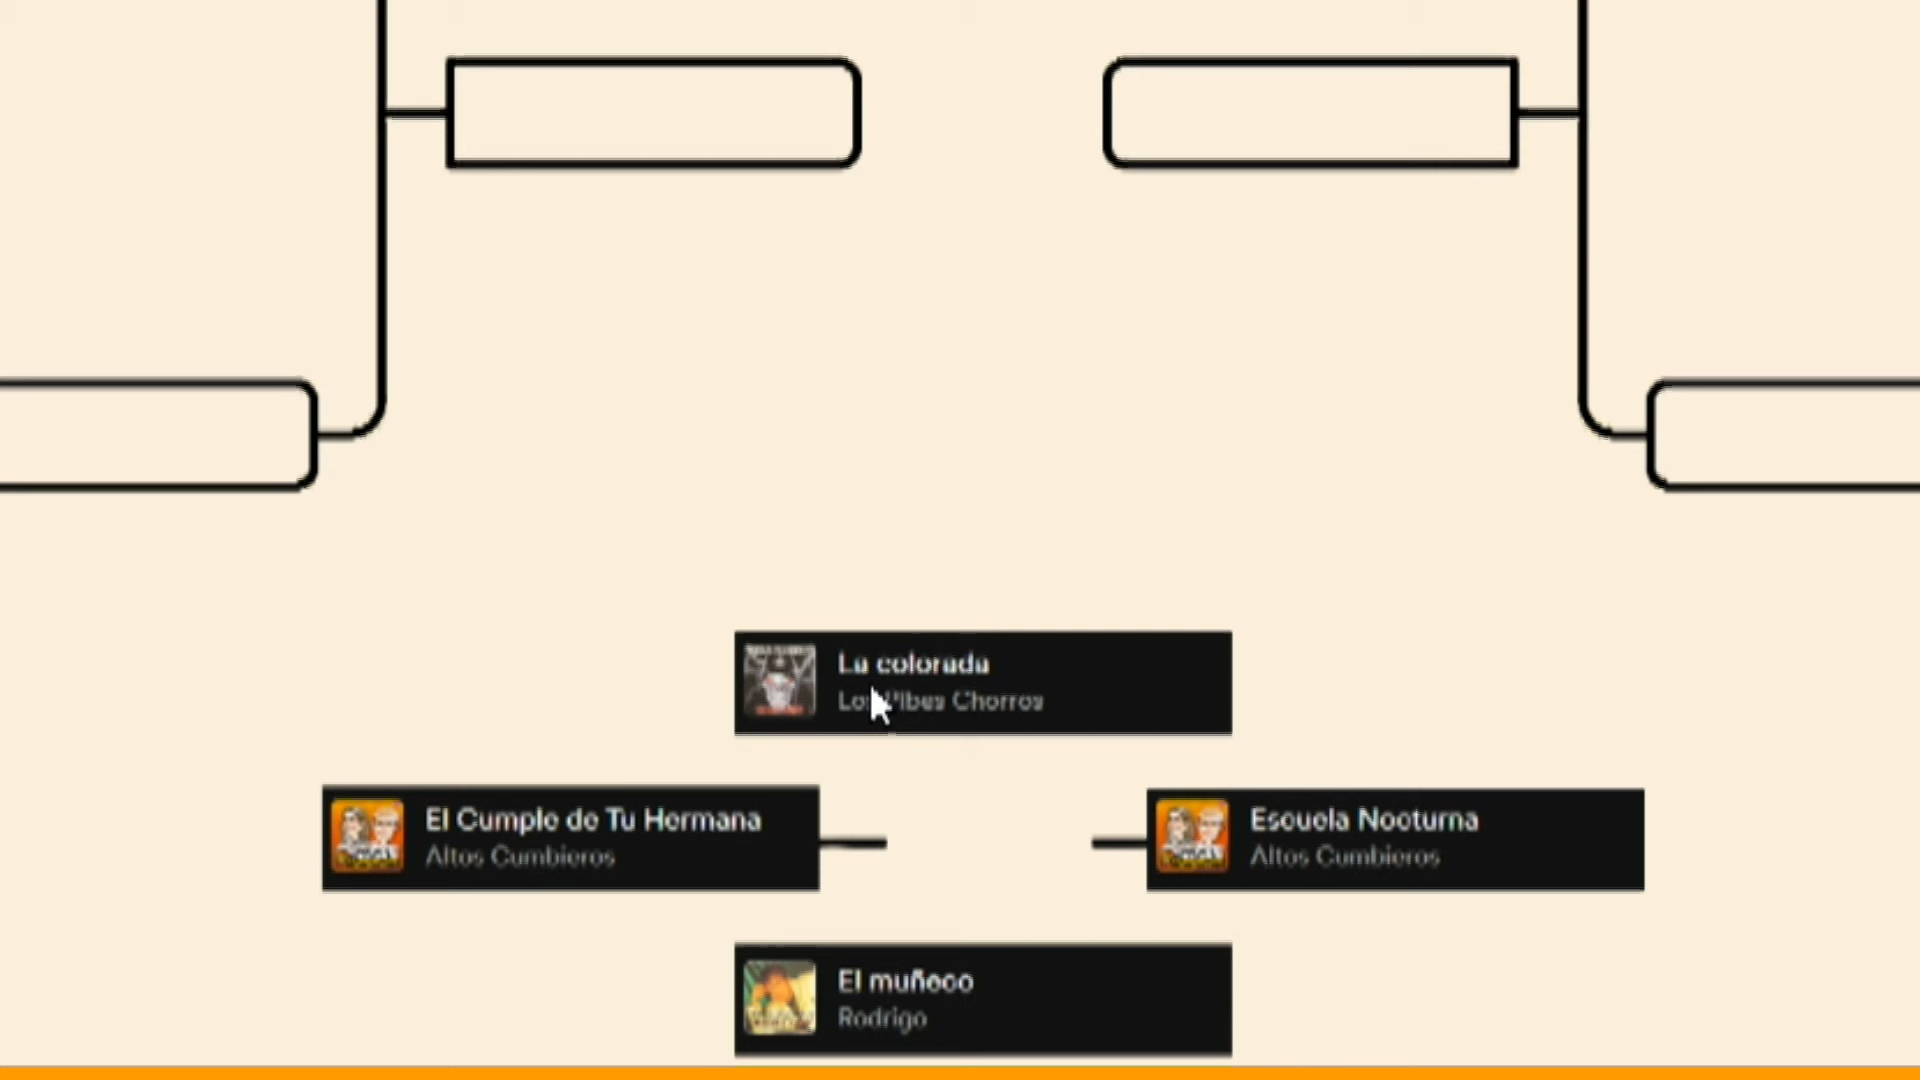 La colorada
Los Pibes Chorros
El Cumple de Tu Hermana
Altos Cumbieros
Escuela Nocturna
Altos Cumbieros
El muñeco
Rodrigo